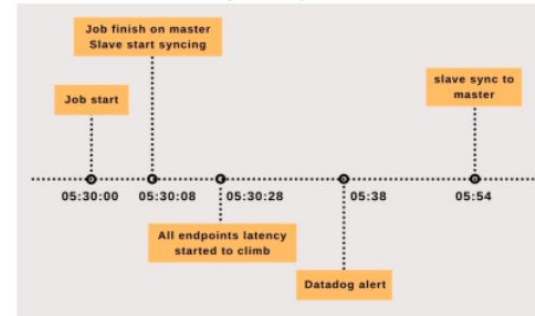 Job finish on master
Slave start syncing
Job start
slave sync to
master
05:30:00
05:30:08
05:30:28
05:38
05:54
All endpoints latency
started to climb
Datadog alert